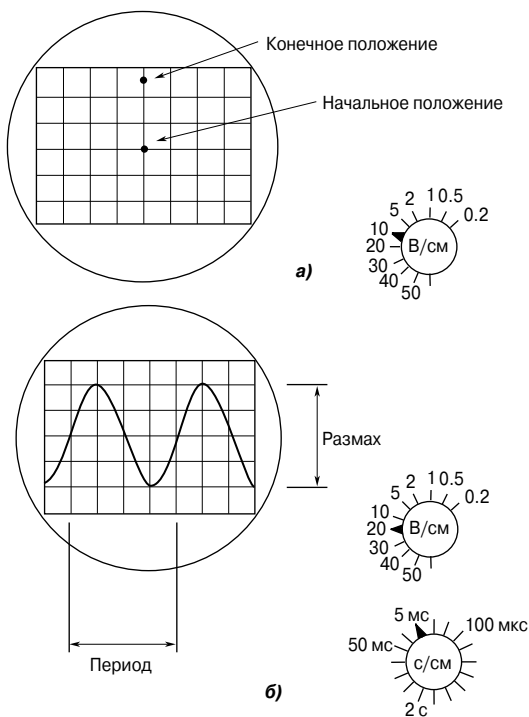 Конечное положение
Начальное положение
0.2
0.5
1
2
5
10
20
30
40
50
В/см
а)
Размах
0.2
0.5
1
2
5
10
20
30
40
50
В/см
5 мс
100 мкс
50 мс
с/см
2 с
Период
б)